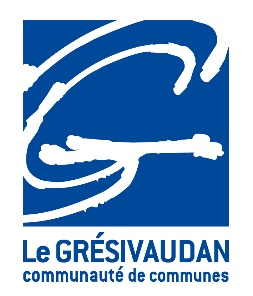 Le GRÉSIVAUDAN
communauté de communes